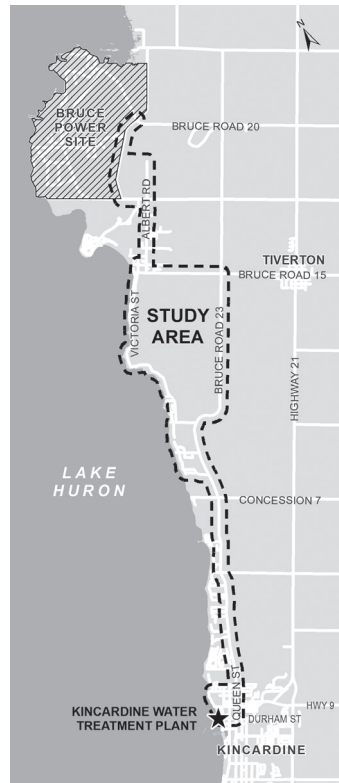 N
BRUCE
POWER
SITE
BRUCE ROAD 20
ALBERT RD
TIVERTON
BRUCE ROAD 15
VICTORIA ST
STUDY
AREA
BRUCE ROAD 23
HIGHWAY 21
LAKE
HURON
CONCESSION 7
QUEEN ST
HWY 9
KINCARDINE WATER
TREATMENT PLANT
DURHAM ST
KINCARDINE